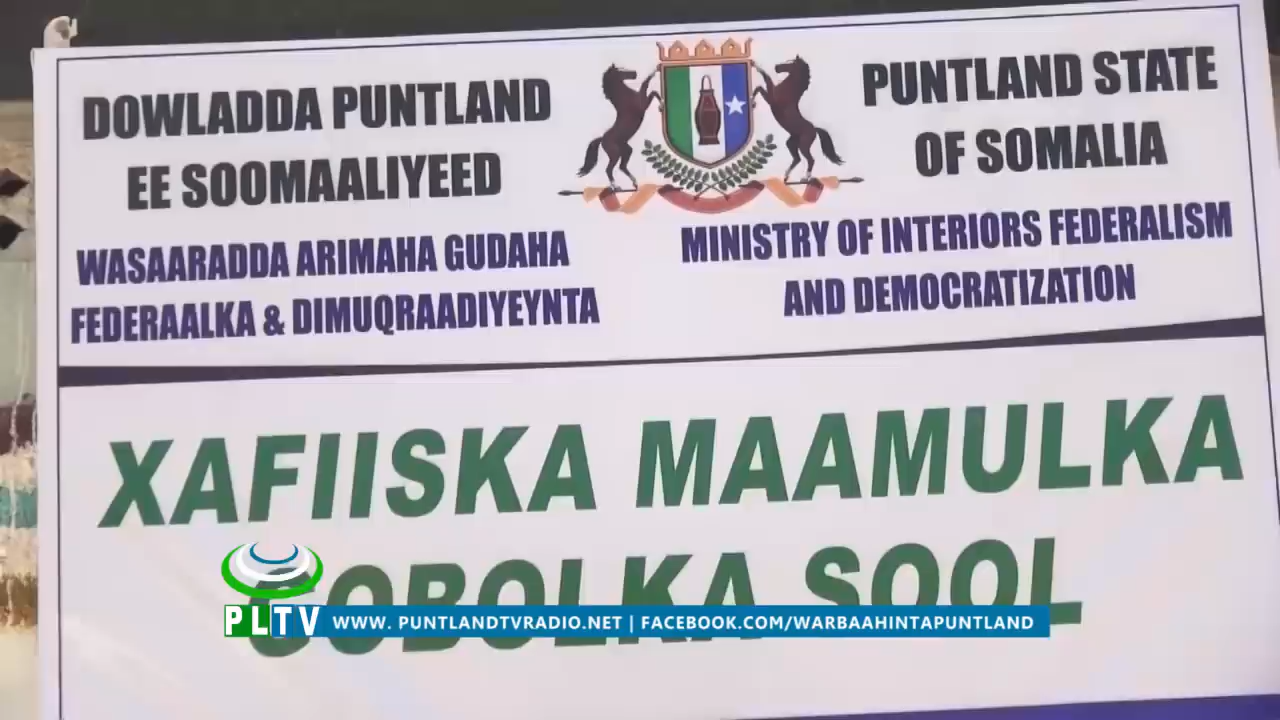 DOWLADDA PUNTLAND
EE SOOMAALIYEED
WASAARADDA ARIMAHA GUDAHA
FEDERAALKA & DIMUQRAADIYEYNTA
PUNTLAND STATE
OF SOMALIA
MINISTRY OF INTERIORS FEDERALISM
AND DEMOCRATIZATION
XAFIISKA MAAMULKA
GOBOLKA SOOL
PLTV WWW. PUNTLANDTVRADIO.NET | FACEBOOK.COM/WARBAAHINTAPUNTLAND